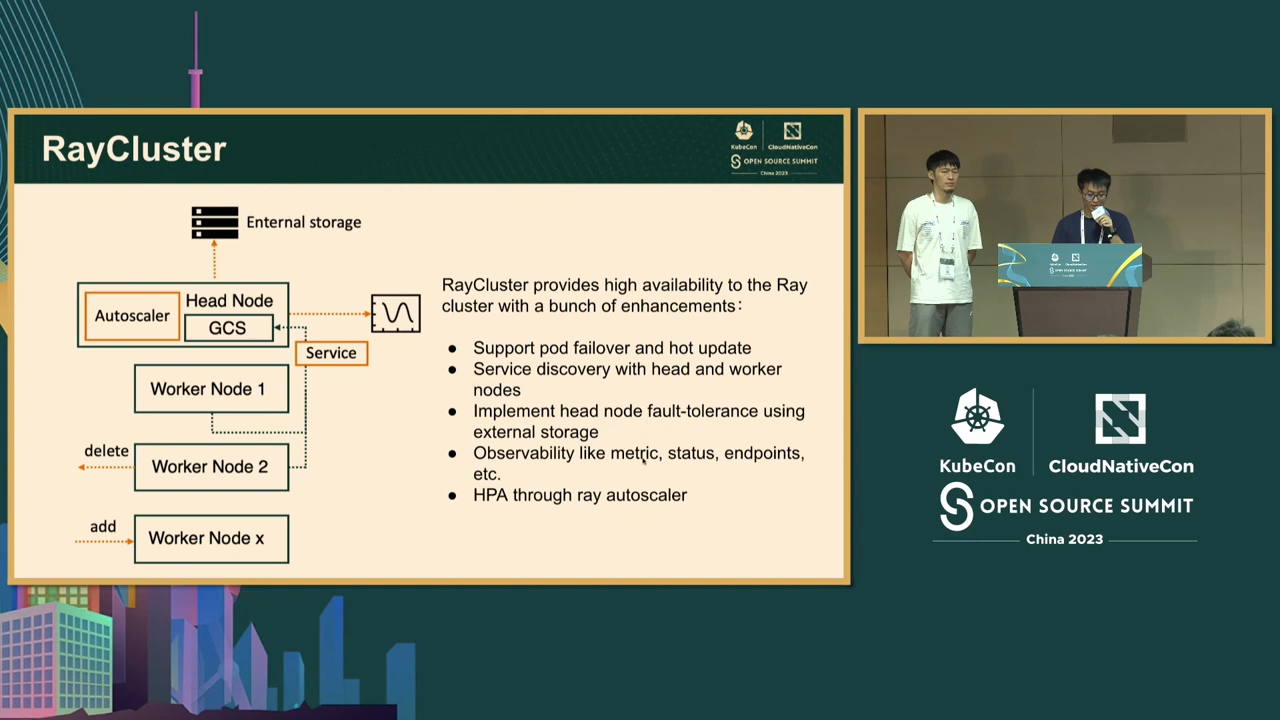 RayCluster
KubeCon
CloudNativeCon
OPEN SOURCE SUMMIT
China 2023
Enternal storage
Head Node
Autoscaler
GCS
Service
Worker Node 1
delete
Worker Node 2
add
Worker Node x
RayCluster provides high availability to the Ray
cluster with a bunch of enhancements：
● Support pod failover and hot update
● Service discovery with head and worker
nodes
● Implement head node fault-tolerance using
external storage
● Observability like metric, status, endpoints,
etc.
● HPA through ray autoscaler
KubeCon
CloudNativeCon
OPEN SOURCE SUMMIT
China 2023